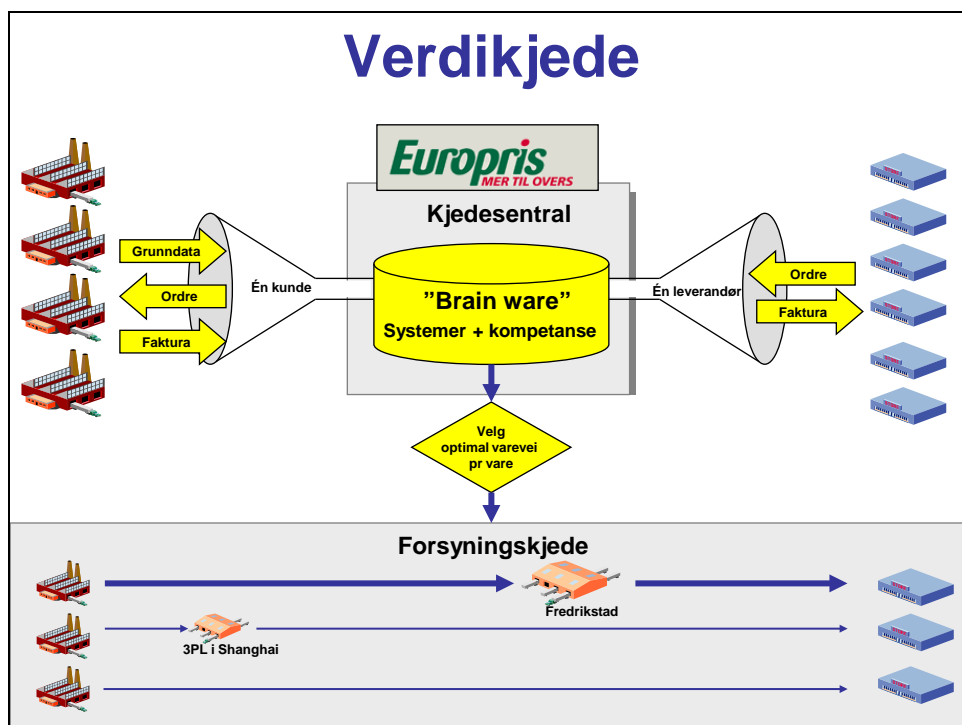 Verdikjede
Europris
MER TIL OVERS
Kjedesentral
Grunndata
Ordre
Faktura
Én kunde
”Brain ware”
Systemer + kompetanse
Én leverandør
Ordre
Faktura
Velg
optimal varevei
pr vare
Forsyningskjede
Fredrikstad
3PL i Shanghai